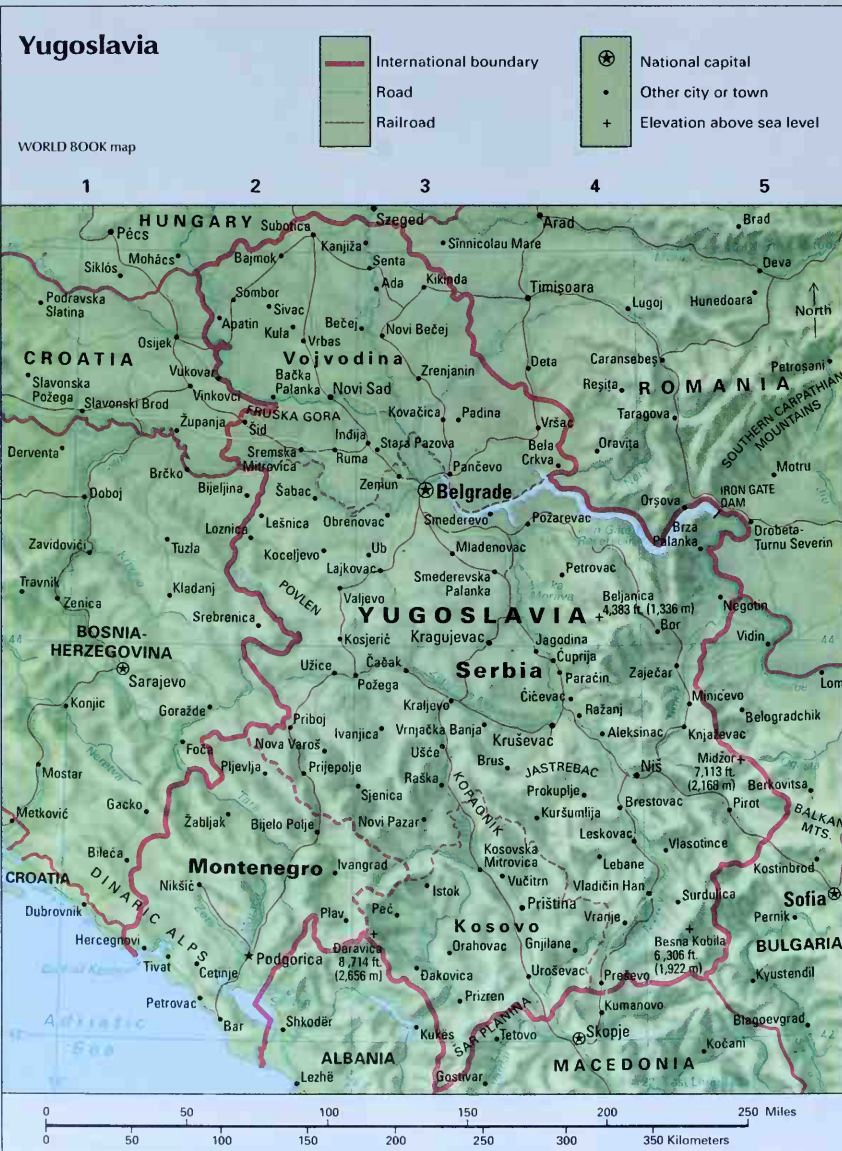 Yugoslavia
WORLD BOOK map
International boundary
Road
Railroad
National capital
Other city or town
Elevation above sea level
1 2 3 4 5
HUNGARY
Pécs
Subotica
Szeged
Arad
Brad
Siklós
Mohács
Bajmok
Kanjiža
Senta
Sînnicolau Mare
Deva
Podravska
Slatina
Sombor
Ada
Kikinda
Timişoara
Lugoj
Hunedoara
North
Apatin
Sivac
Kula
Vrbas
Bečej
Novi Bečej
Osijek
CROATIA
Vojvodina
Deta
Caransebeş
Petroşani
Slavonska
Požega
Vukovar
Vinkovci
Bačka
Palanka
Novi Sad
Zrenjanin
Reşita
ROMANIA
Slavonski Brod
FRUŠKA GORA
Kovačica
Padina
Vršac
Taragova
SOUTHERN CARPATHIAN
MOUNTAINS
Županja
Šid
Inđija
Stara Pazova
Bela
Crkva
Oravita
Derventa
Sremska
Mitrovica
Ruma
Zemun
Pančevo
Motru
Brčko
Bijeljina
Šabac
Belgrade
Orşova
IRON GATE
DAM
Doboj
Loznica
Lešnica
Obrenovac
Smederevo
Požarevac
Brza
Palanka
Drobeta-
Turnu Severin
Zavidovići
Tuzla
Koceljevo
Ub
Mladenovac
Lajkovac
Smederevska
Palanka
Petrovac
Travnik
Zenica
Kladanj
POVLEN
Valjevo
Beljanica
4,383 ft. (1,336 m)
Negotin
Srebrenica
YUGOSLAVIA
Bor
Vidin
44
44
BOSNIA-
HERZEGOVINA
Kosjerić
Kragujevac
Jagodina
Ćuprija
Sarajevo
Užice
Čačak
Požega
Serbia
Paraćin
Zaječar
Lom
Konjic
Goražde
Kraljevo
Ćićevac
Ražanj
Minićevo
Belogradchik
Priboj
Ivanjica
Vrnjačka Banja
Kruševac
Aleksinac
Knjaževac
Foča
Nova Varoš
Ušće
Neretva
Mostar
Pljevlja
Prijepolje
Raška
Brus
JASTREBAC
Niš
Midžor
7,113 ft.
(2,168 m)
Berkovitsa
Tara
Sjenica
KOPAONIK
Prokuplje
Brestovac
Pirot
BALKAN
MTS.
Metković
Gacko
Žabljak
Bijelo Polje
Novi Pazar
Kuršumlija
Leskovac
Vlasotince
Bileća
Montenegro
Ivangrad
Kosovska
Mitrovica
Vučitrn
Lebane
Kostinbrod
CROATIA
DINARIC ALPS
Nikšić
Istok
Vladičin Han
Surdulica
Sofia
Dubrovnik
Plav
Peć
Priština
Vranje
Pernik
Hercegnovi
Kosovo
Besna Kobila
6,306 ft.
(1,922 m)
BULGARIA
Tivat
Cetinje
Podgorica
Đaravica
8,714 ft.
(2,656 m)
Orahovac
Gnjilane
Đakovica
Uroševac
Preševo
Kyustendil
Petrovac
Prizren
Kumanovo
Blagoevgrad
Adriatic
Sea
Bar
Shkodër
Kukës
ŠAR PLANINA
Tetovo
Skopje
Kočani
42
ALBANIA
MACEDONIA
Lezhë
Gostivar
0 50 100 150 200 250 Miles
0 50 100 150 200 250 300 350 Kilometers